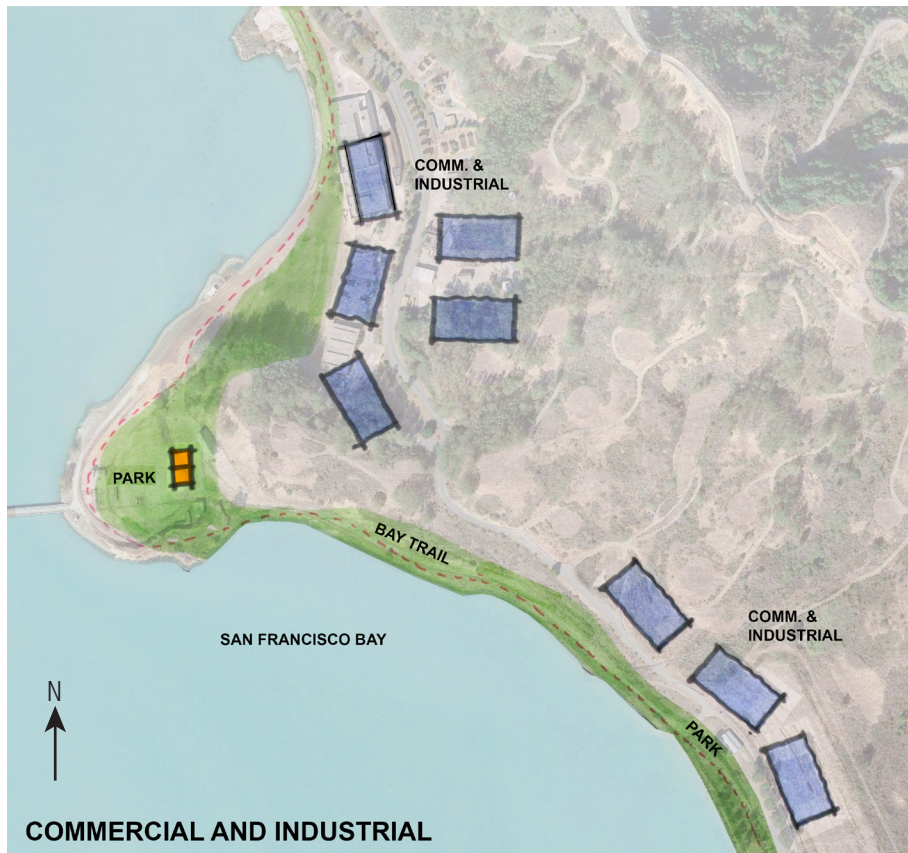 COMM. &
INDUSTRIAL
PARK
BAY TRAIL
COMM. &
INDUSTRIAL
SAN FRANCISCO BAY
N
PARK
COMMERCIAL AND INDUSTRIAL